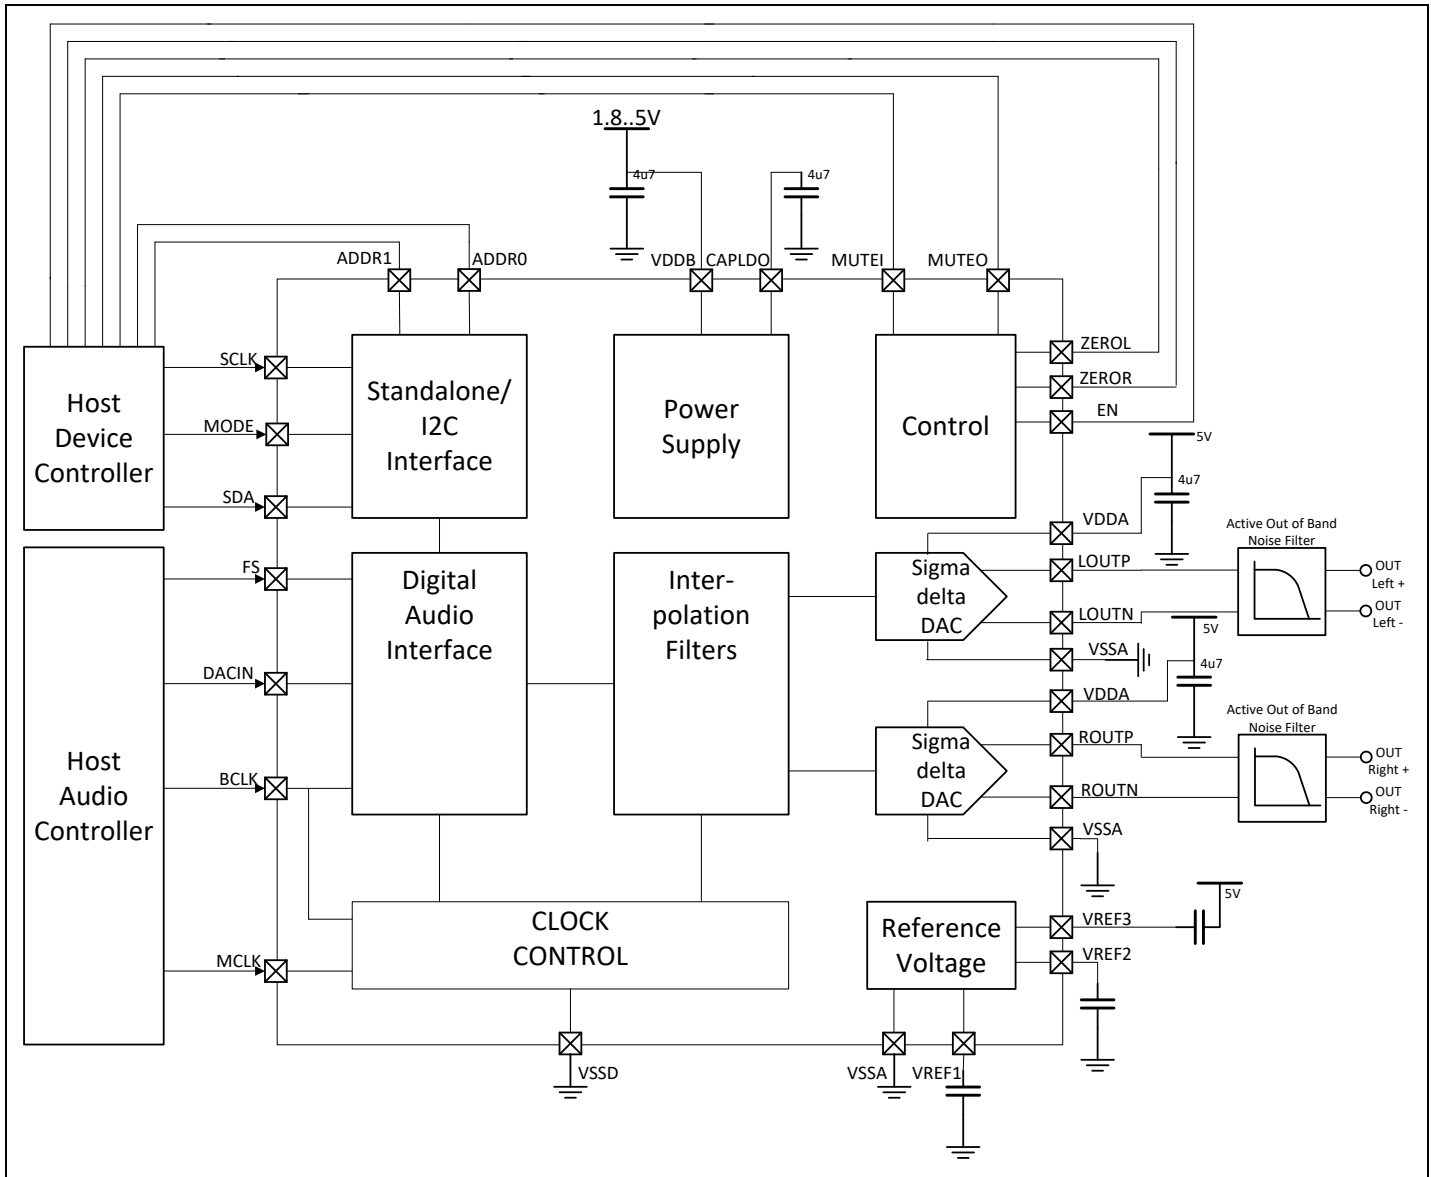 1.8..5V
4u7
4u7
ADDR1
ADDR0
VDDB
CAPLDO
MUTEI
MUTEO
Host
Device
Controller
SCLK
MODE
SDA
Standalone/
I2C
Interface
Power
Supply
Control
ZEROL
ZEROR
EN
5V
4u7
VDDA
LOUTP
LOUTN
VSSA
Active Out of Band
Noise Filter
OUT
Left +
OUT
Left -
Host
Audio
Controller
FS
DACIN
BCLK
MCLK
Digital
Audio
Interface
Inter-
polation
Filters
Sigma
delta
DAC
5V
4u7
VDDA
ROUTP
ROUTN
VSSA
Sigma
delta
DAC
Active Out of Band
Noise Filter
OUT
Right +
OUT
Right -
CLOCK
CONTROL
Reference
Voltage
VREF3
5V
VREF2
VSSD
VSSA
VREF1